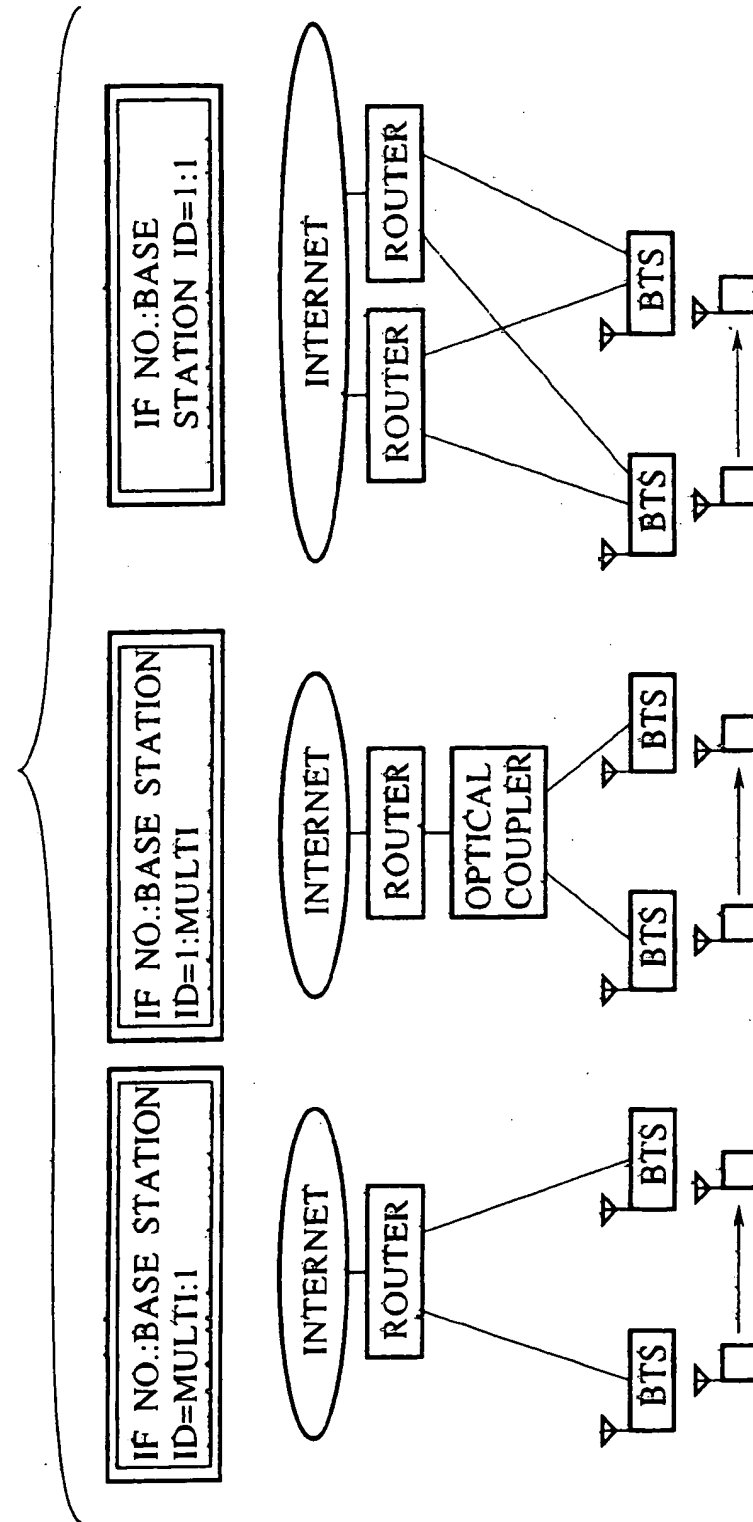 IF NO.:BASE STATION
ID=MULTI:1
INTERNET
ROUTER
BTS
BTS
IF NO.:BASE STATION
ID=1:MULTI
INTERNET
ROUTER
OPTICAL
COUPLER
BTS
BTS
IF NO.:BASE
STATION ID=1:1
INTERNET
ROUTER
ROUTER
BTS
BTS